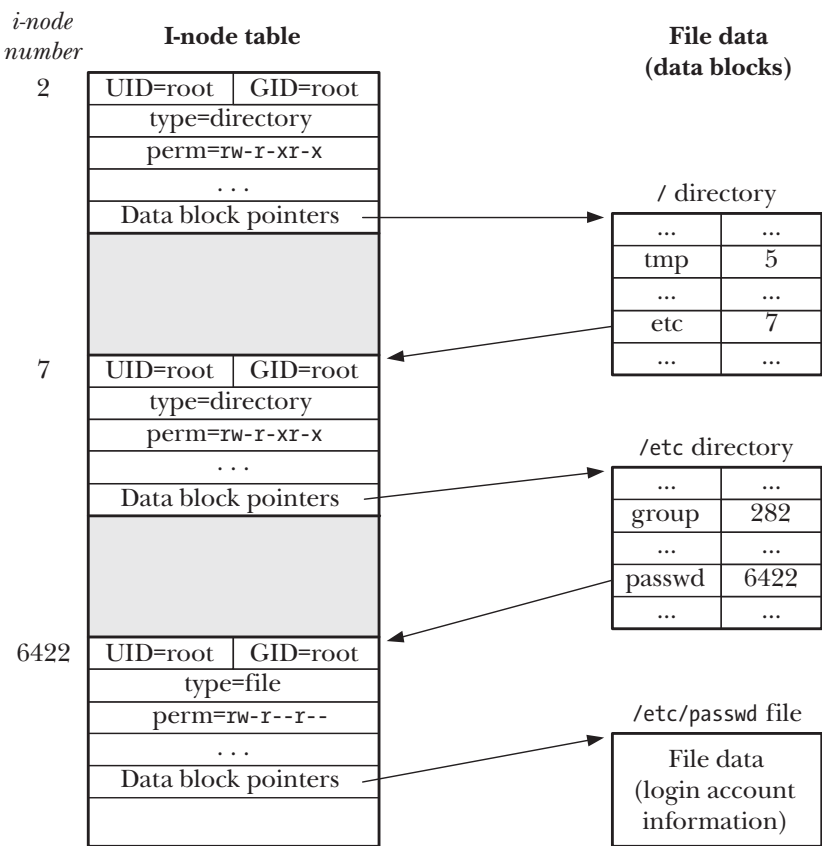 i-node
number
I-node table
File data
(data blocks)
2
UID=root GID=root
type=directory
perm=rw-r-xr-x
. . .
Data block pointers
/ directory
... ...
tmp 5
... ...
etc 7
... ...
7
UID=root GID=root
type=directory
perm=rw-r-xr-x
. . .
Data block pointers
/etc directory
... ...
group 282
... ...
passwd 6422
... ...
6422
UID=root GID=root
type=file
perm=rw-r--r--
. . .
Data block pointers
/etc/passwd file
File data
(login account
information)